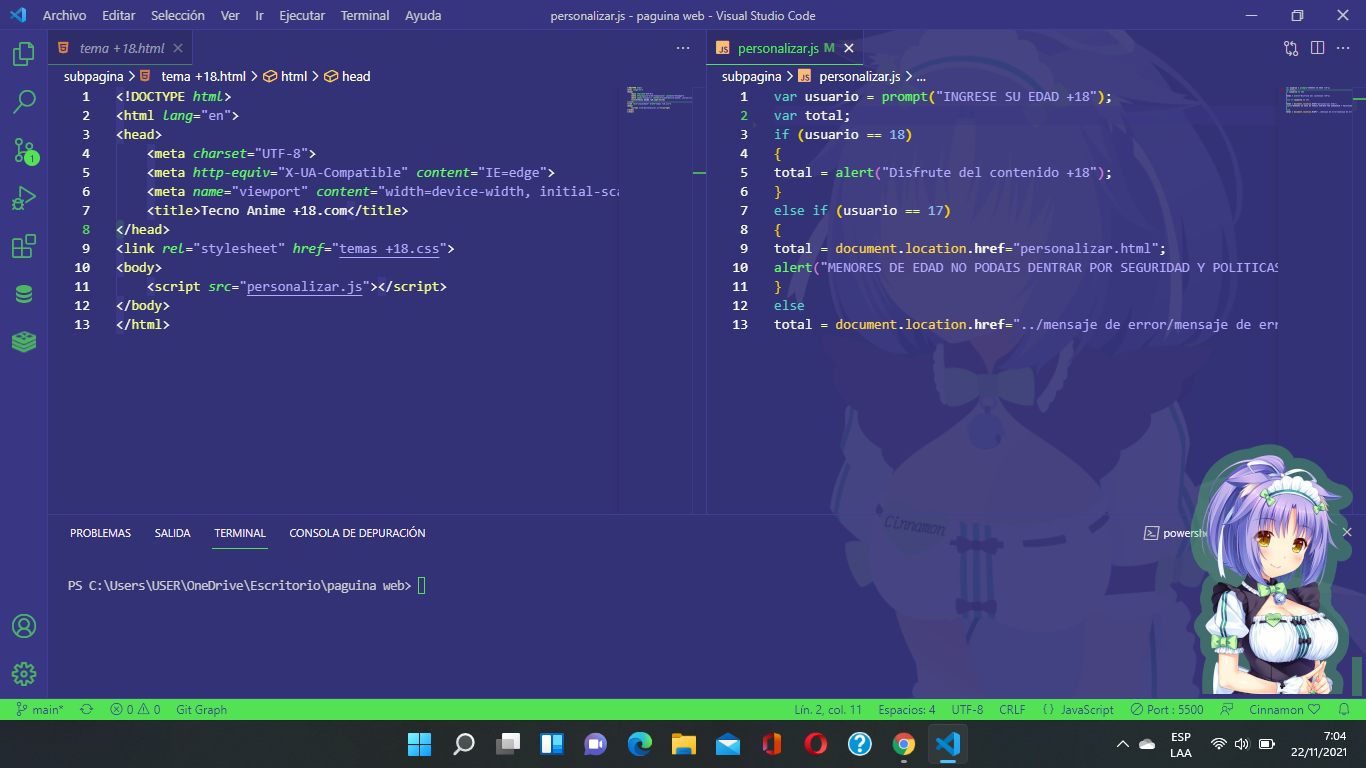 Archivo Editar Selección Ver Ir Ejecutar Terminal Ayuda
personalizar.js - paguina web - Visual Studio Code
tema +18.html
subpagina > tema +18.html > html > head
1 <!DOCTYPE html>
2 <html lang="en">
3 <head>
4 <meta charset="UTF-8">
5 <meta http-equiv="X-UA-Compatible" content="IE=edge">
6 <meta name="viewport" content="width=device-width, initial-sca
7 <title>Tecno Anime +18.com</title>
8 </head>
9 <link rel="stylesheet" href="temas +18.css">
10 <body>
11 <script src="personalizar.js"></script>
12 </body>
13 </html>
JS personalizar.js M
subpagina > JS personalizar.js > ...
1 var usuario = prompt("INGRESE SU EDAD +18");
2 var total;
3 if (usuario == 18)
4 {
5 total = alert("Disfrute del contenido +18");
6 }
7 else if (usuario == 17)
8 {
9 total = document.location.href="personalizar.html";
10 alert("MENORES DE EDAD NO PODAIS DENTRAR POR SEGURIDAD Y POLITICAS
11 }
12 else
13 total = document.location.href="../mensaje de error/mensaje de err
Cinnamon
1
PROBLEMAS SALIDA TERMINAL CONSOLA DE DEPURACIÓN
powersh
PS C:\Users\USER\OneDrive\Escritorio\paguina web>
main* 0 0 Git Graph
Lín. 2, col. 11 Espacios: 4 UTF-8 CRLF {} JavaScript Port : 5500 Cinnamon ♡
ESP
LAA
7:04
22/11/2021